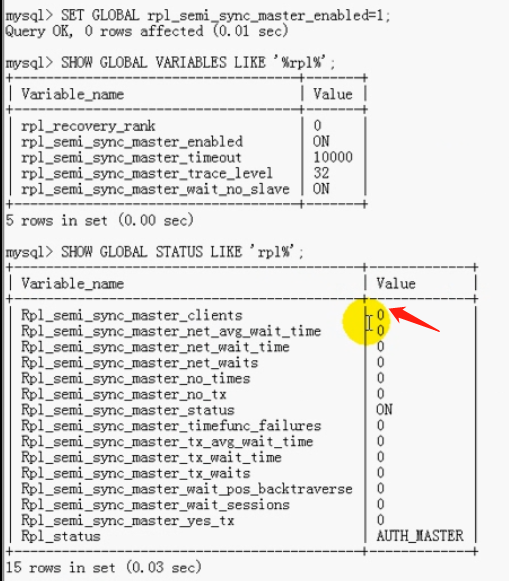 mysql> SET GLOBAL rpl_semi_sync_master_enabled=1;
Query OK, 0 rows affected (0.01 sec)
mysql> SHOW GLOBAL VARIABLES LIKE '%rpl%';
+------------------------------------+-------+
| Variable_name | Value |
+------------------------------------+-------+
| rpl_recovery_rank | 0 |
| rpl_semi_sync_master_enabled | ON |
| rpl_semi_sync_master_timeout | 10000 |
| rpl_semi_sync_master_trace_level | 32 |
| rpl_semi_sync_master_wait_no_slave | ON |
+------------------------------------+-------+
5 rows in set (0.00 sec)
mysql> SHOW GLOBAL STATUS LIKE 'rpl%';
+--------------------------------------------+-------------+
| Variable_name | Value |
+--------------------------------------------+-------------+
| Rpl_semi_sync_master_clients | 0 |
| Rpl_semi_sync_master_net_avg_wait_time | 0 |
| Rpl_semi_sync_master_net_wait_time | 0 |
| Rpl_semi_sync_master_net_waits | 0 |
| Rpl_semi_sync_master_no_times | 0 |
| Rpl_semi_sync_master_no_tx | 0 |
| Rpl_semi_sync_master_status | ON |
| Rpl_semi_sync_master_timefunc_failures | 0 |
| Rpl_semi_sync_master_tx_avg_wait_time | 0 |
| Rpl_semi_sync_master_tx_wait_time | 0 |
| Rpl_semi_sync_master_tx_waits | 0 |
| Rpl_semi_sync_master_wait_pos_backtraverse | 0 |
| Rpl_semi_sync_master_wait_sessions | 0 |
| Rpl_semi_sync_master_yes_tx | 0 |
| Rpl_status | AUTH_MASTER |
+--------------------------------------------+-------------+
15 rows in set (0.03 sec)